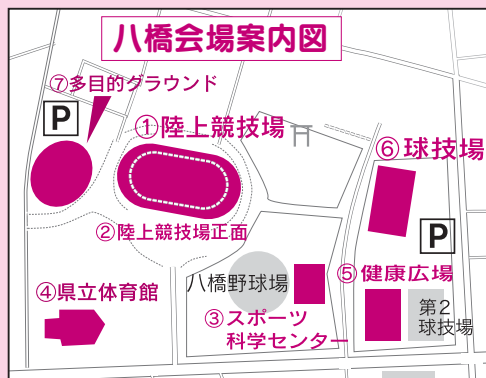 八橋会場案内図
⑦多目的グラウンド
P
①陸上競技場
⑥球技場
②陸上競技場正面
P
④県立体育館
八橋野球場
⑤健康広場
③スポーツ
科学センター
第2
球技場